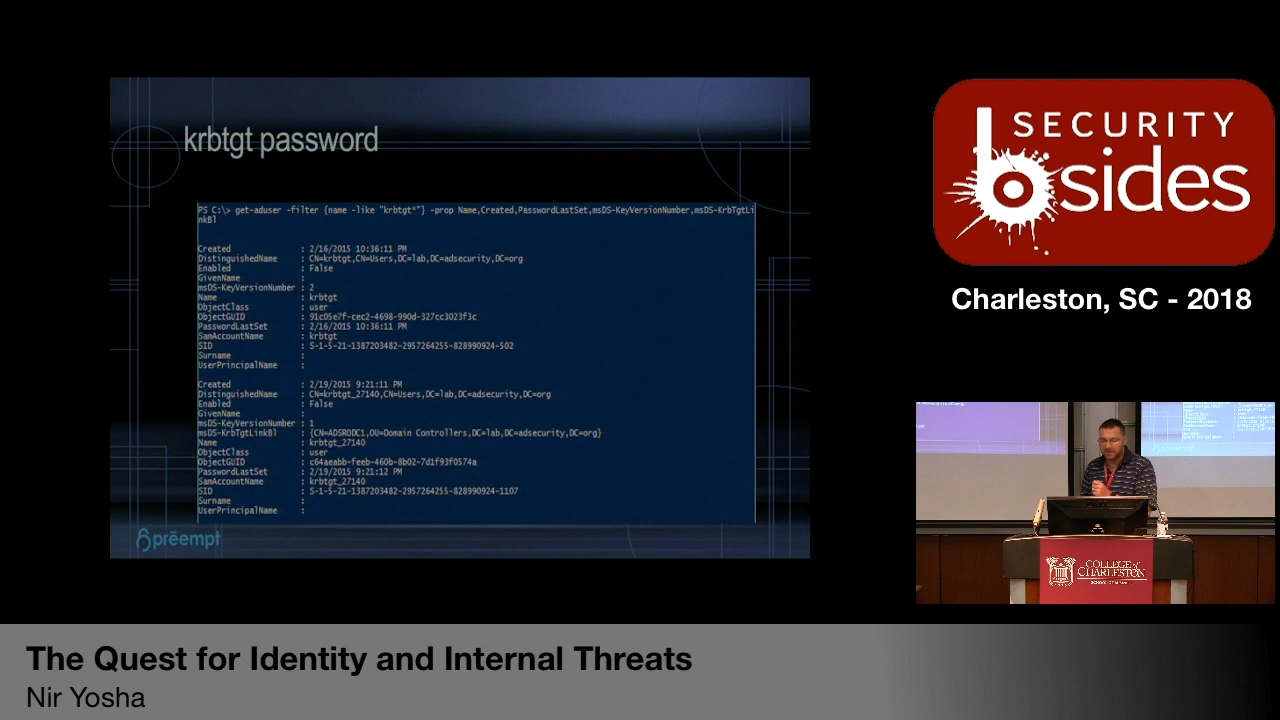 krbtgt password
PS C:\> get-aduser -filter {name -like "krbtgt*"} -prop Name,Created,PasswordLastSet,msDS-KeyVersionNumber,msDS-KrbTgtLi
nkBl
Created : 2/16/2015 10:36:11 PM
DistinguishedName : CN=krbtgt,CN=Users,DC=lab,DC=adsecurity,DC=org
Enabled : False
GivenName :
msDS-KeyVersionNumber : 2
Name : krbtgt
ObjectClass : user
ObjectGUID : 91c05e7f-cec2-4698-990d-327cc3023f3c
PasswordLastSet : 2/16/2015 10:36:11 PM
SamAccountName : krbtgt
SID : S-1-5-21-1387203482-2957264255-828990924-502
Surname :
UserPrincipalName :
Created : 2/19/2015 9:21:11 PM
DistinguishedName : CN=krbtgt_27140,CN=Users,DC=lab,DC=adsecurity,DC=org
Enabled : False
GivenName :
msDS-KeyVersionNumber : 1
msDS-KrbTgtLinkBl : {CN=ADSRODC1,OU=Domain Controllers,DC=lab,DC=adsecurity,DC=org}
Name : krbtgt_27140
ObjectClass : user
ObjectGUID : c64aeabb-feeb-460b-8b02-7d1f93f0574a
PasswordLastSet : 2/19/2015 9:21:12 PM
SamAccountName : krbtgt_27140
SID : S-1-5-21-1387203482-2957264255-828990924-1107
Surname :
UserPrincipalName :
prēempt
SECURITY
bsides
Charleston, SC - 2018
COLLEGE of
CHARLESTON
The Quest for Identity and Internal Threats
Nir Yosha